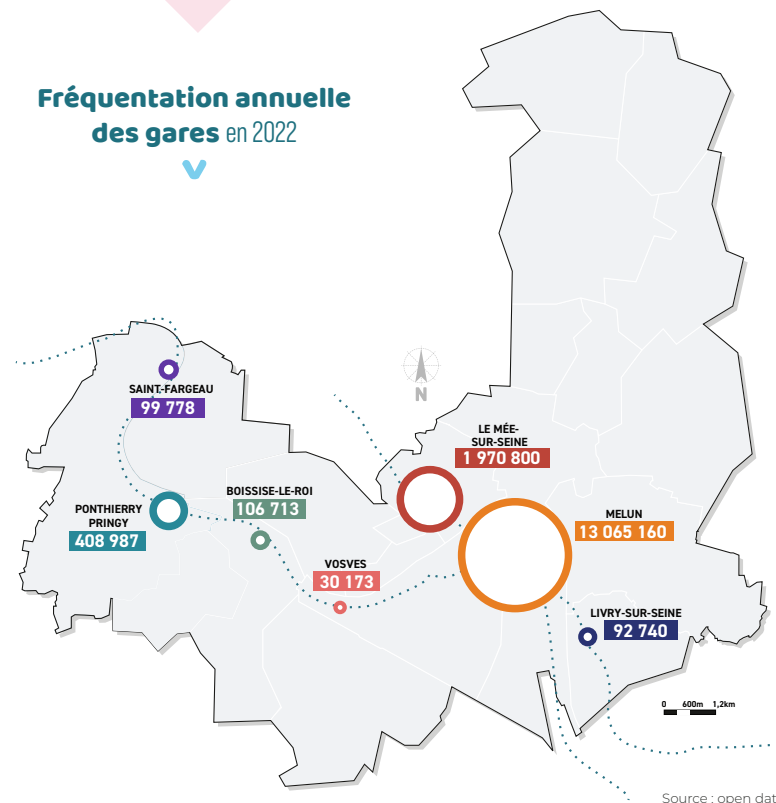 Fréquentation annuelle
des gares en 2022
SAINT-FARGEAU
99 778
PONTHIERRY
PRINGY
408 987
BOISSISE-LE-ROI
106 713
VOSVES
30 173
N
LE MÉE-
SUR-SEINE
1 970 800
MELUN
13 065 160
LIVRY-SUR-SEINE
92 740
0 600m 1,2km
Source : open dat